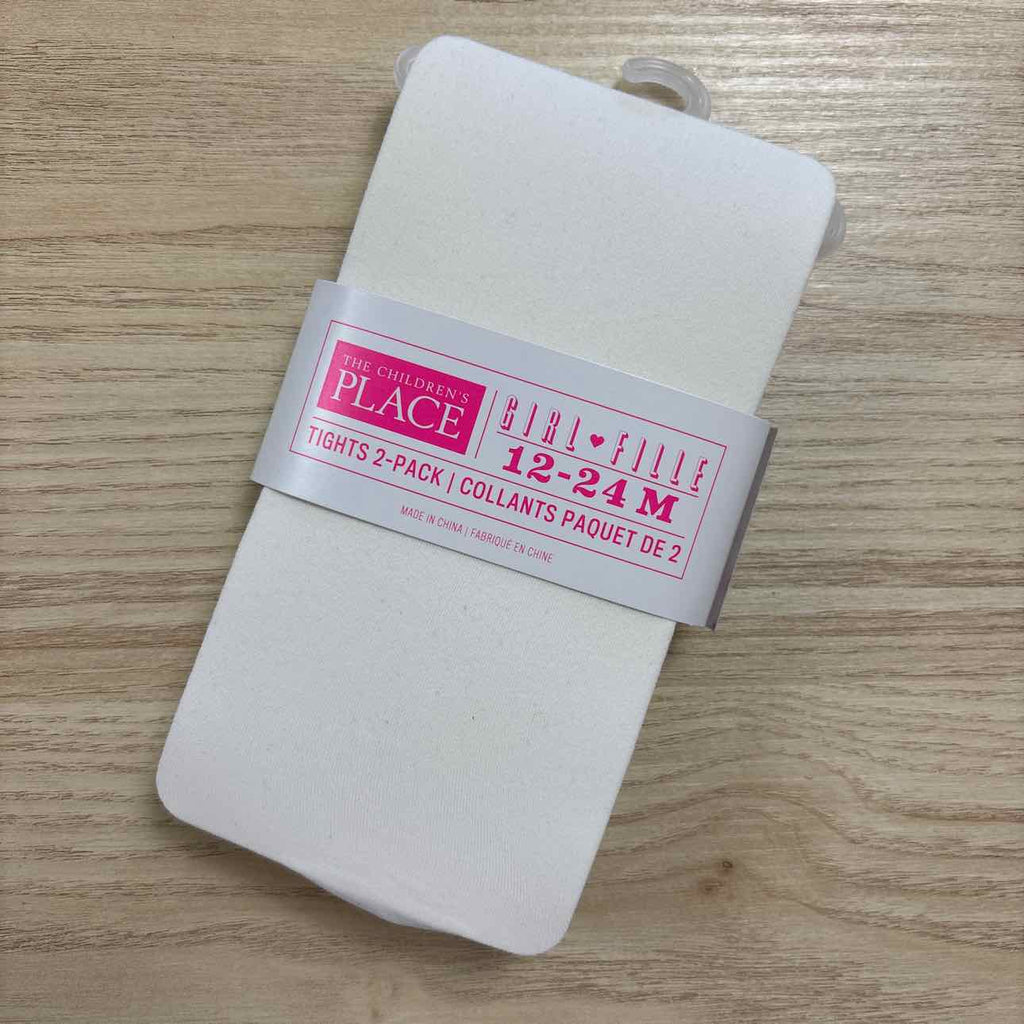 THE CHILDREN'S
PLACE
GIRL ♥ FILLE
12-24 M
TIGHTS 2-PACK | COLLANTS PAQUET DE 2
MADE IN CHINA | FABRIQUÉ EN CHINE